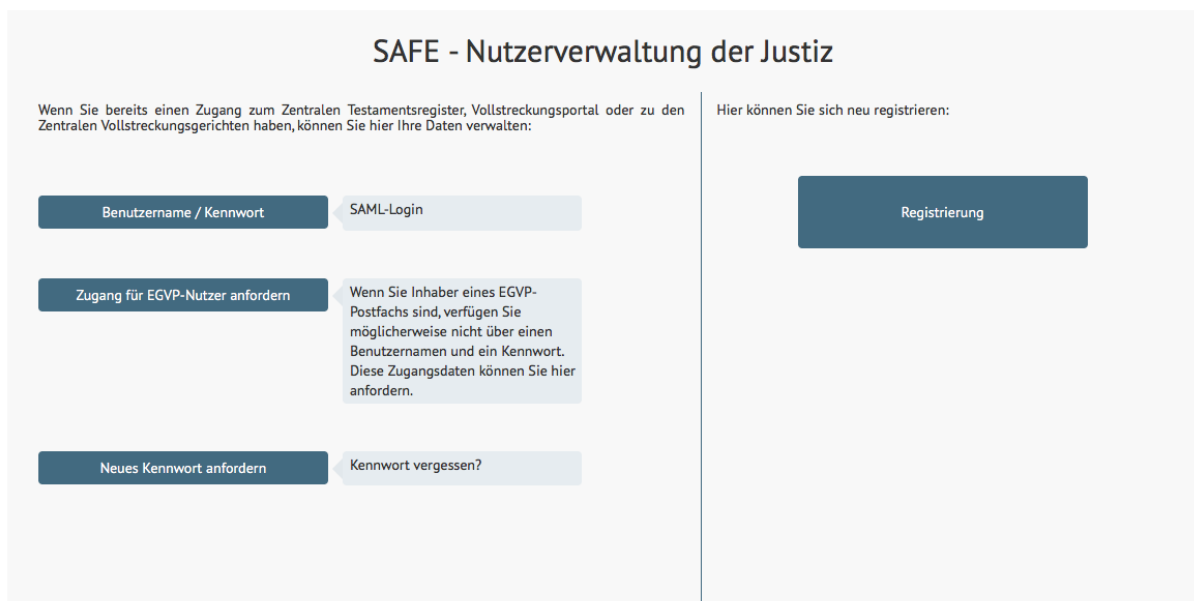 SAFE - Nutzerverwaltung der Justiz
Wenn Sie bereits einen Zugang zum Zentralen Testamentsregister, Vollstreckungsportal oder zu den
Zentralen Vollstreckungsgerichten haben, können Sie hier Ihre Daten verwalten:
Benutzername / Kennwort
SAML-Login
Zugang für EGVP-Nutzer anfordern
Wenn Sie Inhaber eines EGVP-
Postfachs sind, verfügen Sie
möglicherweise nicht über einen
Benutzernamen und ein Kennwort.
Diese Zugangsdaten können Sie hier
anfordern.
Neues Kennwort anfordern
Kennwort vergessen?
Hier können Sie sich neu registrieren:
Registrierung